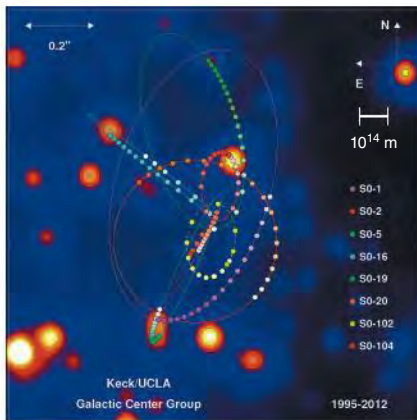 0.2"
N
E
10¹⁴ m
S0-1
S0-2
S0-5
S0-16
S0-19
S0-20
S0-102
S0-104
Keck/UCLA
Galactic Center Group
1995-2012